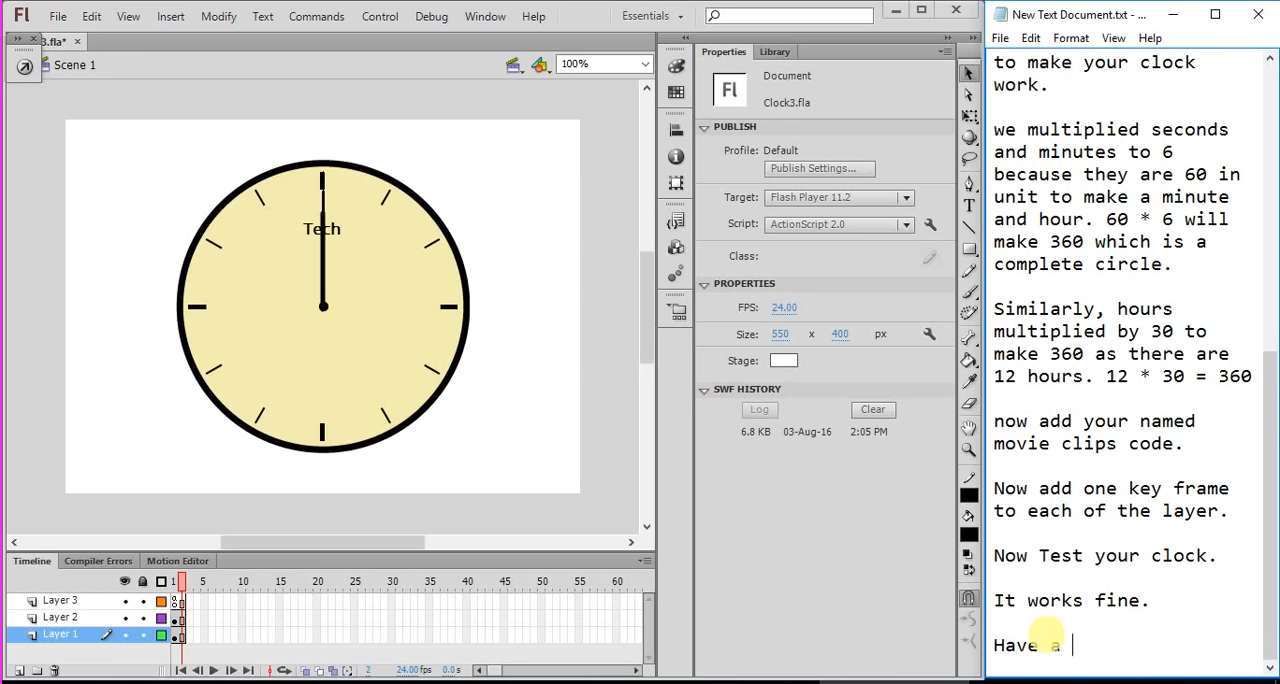 Fl File Edit View Insert Modify Text Commands Control Debug Window Help Essentials
3.fla*
Scene 1
100%
Tech
Timeline Compiler Errors Motion Editor
1 5 10 15 20 25 30 35 40 45 50 55 60
Layer 3
Layer 2
Layer 1
2 24.00 fps 0.0 s
Properties Library
Fl
Document
Clock3.fla
PUBLISH
Profile: Default
Publish Settings...
Target: Flash Player 11.2
Script: ActionScript 2.0
Class:
PROPERTIES
FPS: 24.00
Size: 550 x 400 px
Stage:
SWF HISTORY
Log Clear
6.8 KB 03-Aug-16 2:05 PM
New Text Document.txt - ...
File Edit Format View Help
to make your clock
work.
we multiplied seconds
and minutes to 6
because they are 60 in
unit to make a minute
and hour. 60 * 6 will
make 360 which is a
complete circle.
Similarly, hours
multiplied by 30 to
make 360 as there are
12 hours. 12 * 30 = 360
now add your named
movie clips code.
Now add one key frame
to each of the layer.
Now Test your clock.
It works fine.
Have a